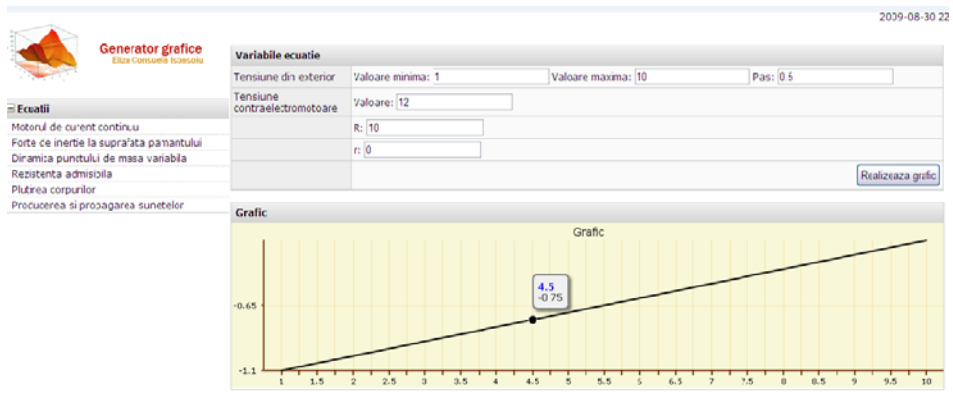 2009-08-30 22
Generator grafice
Eliza Consuela Isbasoiu
Ecuatii
Motorul de curent continuu
Forte de inertie la suprafata pamantului
Dinamica punctului de masa variabila
Rezistenta admisibila
Plutirea corpurilor
Producerea si propagarea sunetelor
Variabile ecuatie
Tensiune din exterior Valoare minima: 1 Valoare maxima: 10 Pas: 0.5
Tensiune
contraelectromotoare Valoare: 12
R: 10
r: 0
Realizeaza grafic
Grafic
Grafic
4.5
-0.75
-0.65
-1.1
1 1.5 2 2.5 3 3.5 4 4.5 5 5.5 6 6.5 7 7.5 8 8.5 9 9.5 10